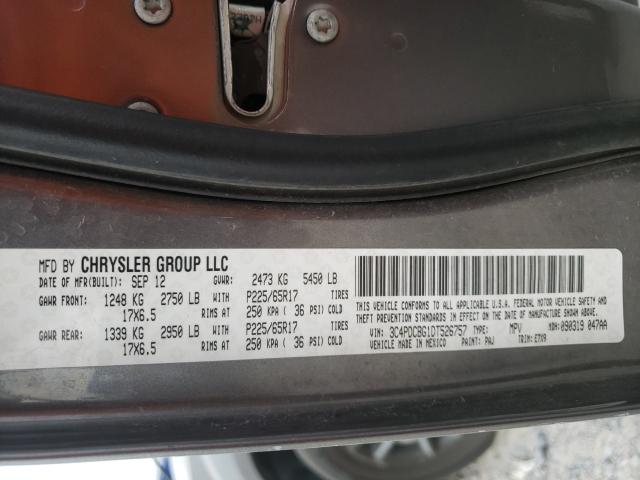 MFD BY CHRYSLER GROUP LLC
DATE OF MFR(BUILT): SEP 12 GVWR: 2473 KG 5450 LB
GAWR FRONT: 1248 KG 2750 LB WITH P225/65R17 TIRES
17X6.5 RIMS AT 250 KPA ( 36 PSI) COLD
GAWR REAR: 1339 KG 2950 LB WITH P225/65R17 TIRES
17X6.5 RIMS AT 250 KPA ( 36 PSI) COLD
THIS VEHICLE CONFORMS TO ALL APPLICABLE U.S.A. FEDERAL MOTOR VEHICLE SAFETY AND
THEFT PREVENTION STANDARDS IN EFFECT ON THE DATE OF MANUFACTURE SHOWN ABOVE.
VIN: 3C4PDCBG1DT526757 TYPE: MPV MDH: 090319 047AA
VEHICLE MADE IN MEXICO PAINT: PAJ TRIM: E7X9